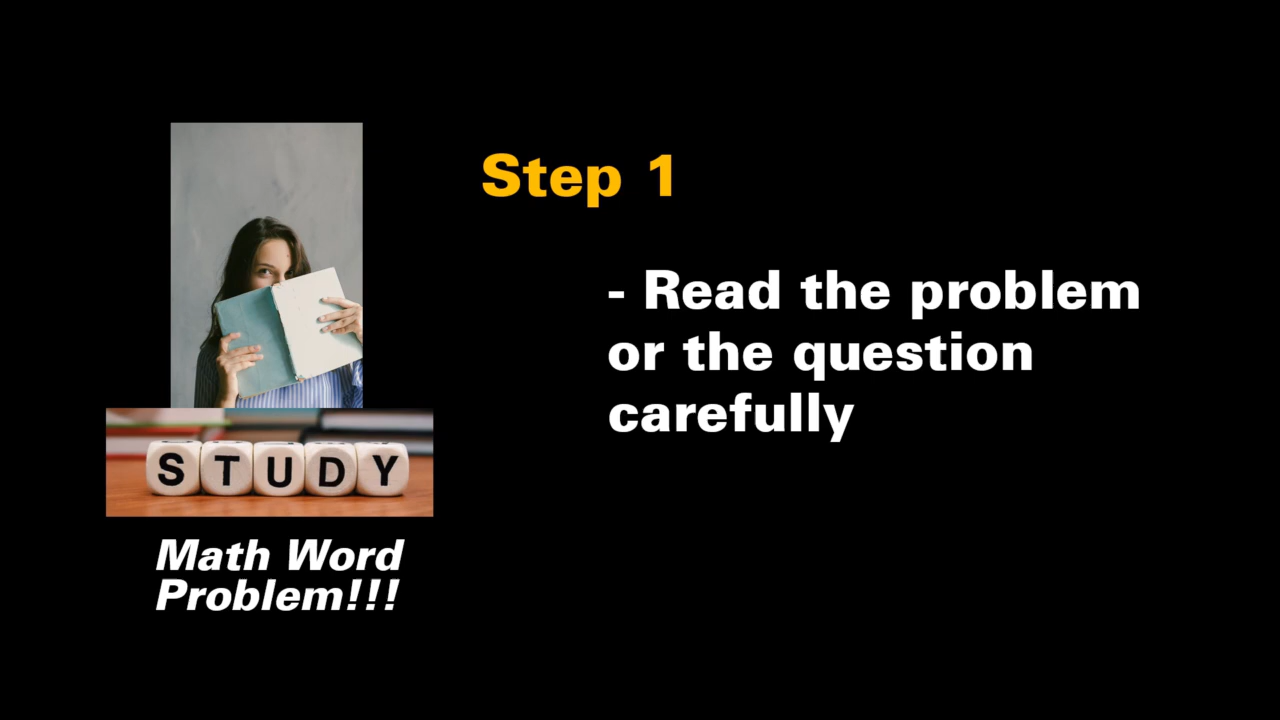 Step 1
- Read the problem
or the question
carefully
STUDY
Math Word
Problem!!!